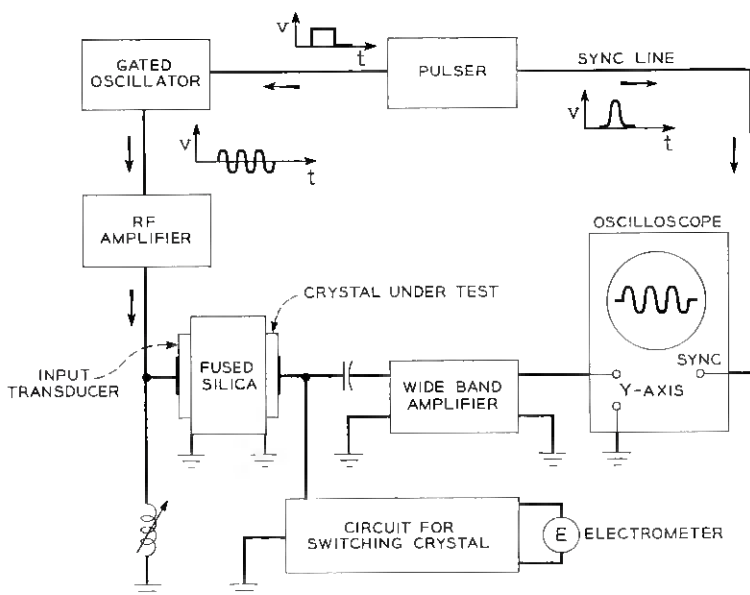 V
t
GATED
OSCILLATOR
PULSER
SYNC LINE
V
t
V
t
RF
AMPLIFIER
OSCILLOSCOPE
CRYSTAL UNDER TEST
INPUT
TRANSDUCER
FUSED
SILICA
WIDE BAND
AMPLIFIER
SYNC
Y-AXIS
CIRCUIT FOR
SWITCHING CRYSTAL
E
ELECTROMETER